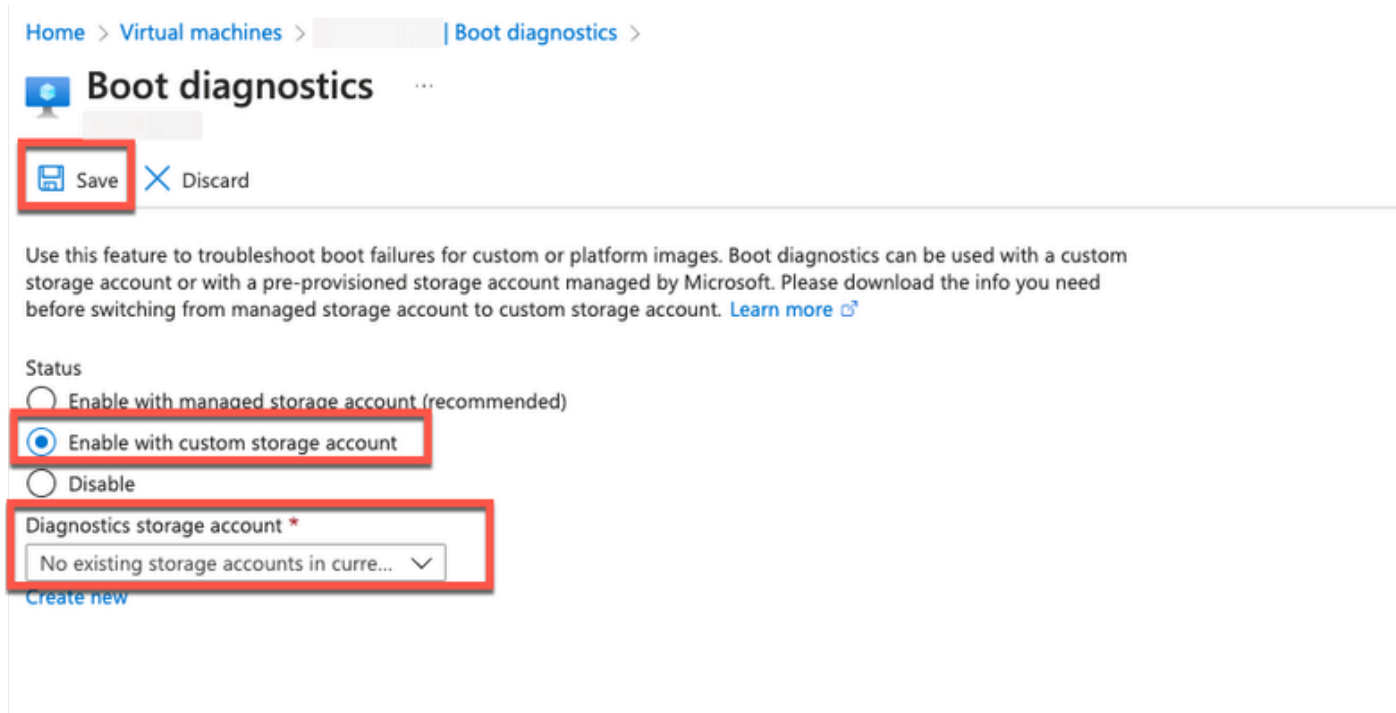 Home > Virtual machines > | Boot diagnostics >
Boot diagnostics ...
Save Discard
Use this feature to troubleshoot boot failures for custom or platform images. Boot diagnostics can be used with a custom
storage account or with a pre-provisioned storage account managed by Microsoft. Please download the info you need
before switching from managed storage account to custom storage account. Learn more
Status
Enable with managed storage account (recommended)
Enable with custom storage account
Disable
Diagnostics storage account *
No existing storage accounts in curre...
Create new